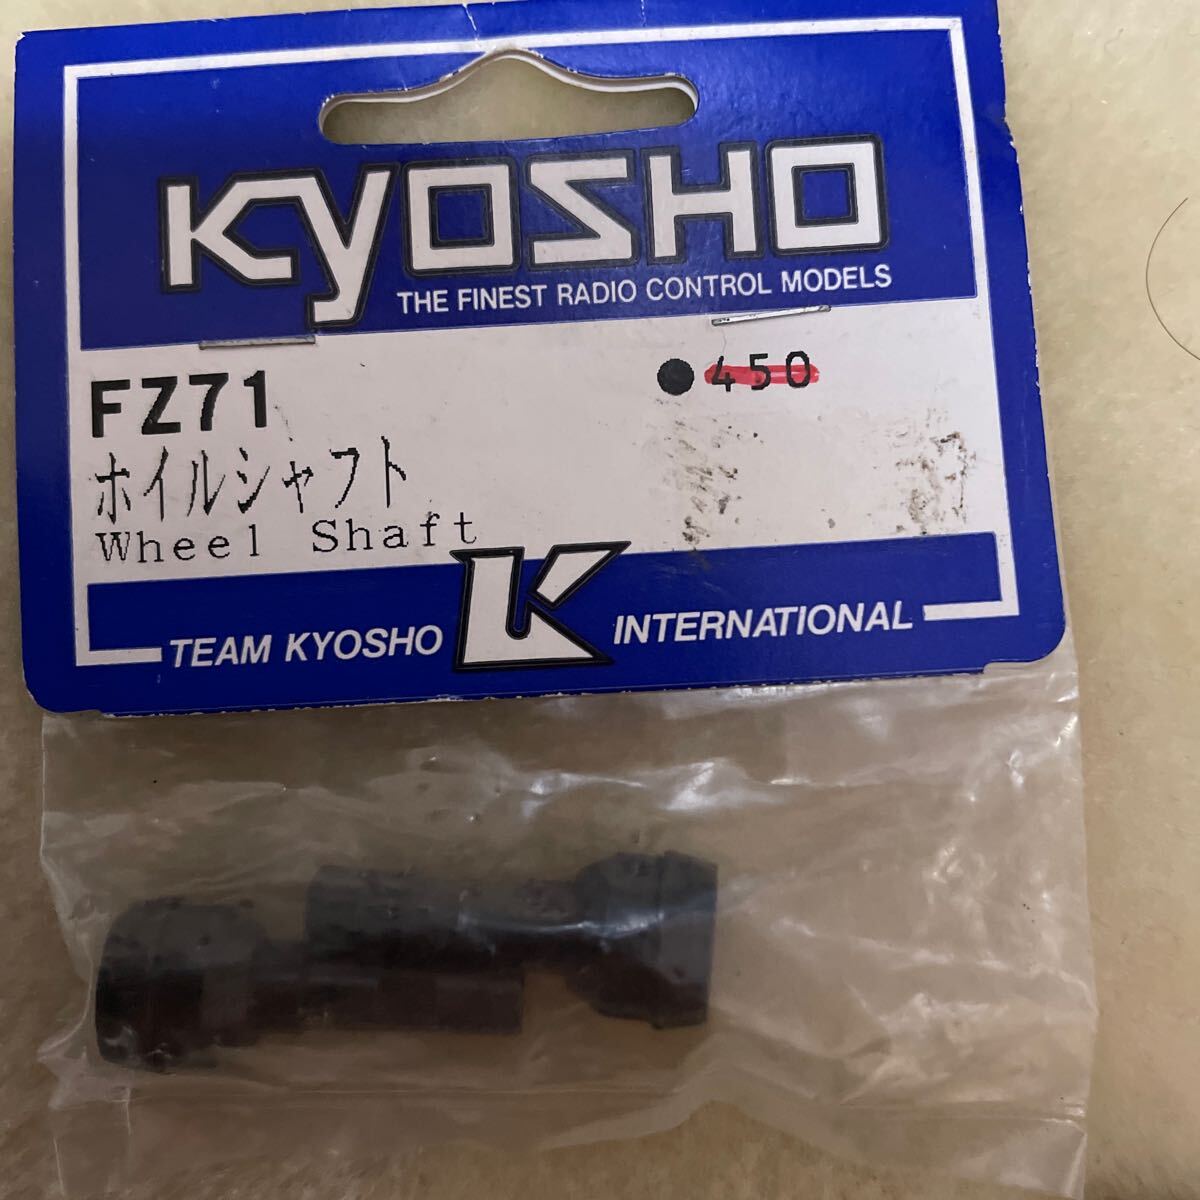 KYOSHO
THE FINEST RADIO CONTROL MODELS
FZ71 ●450
ホイルシャフト
Wheel Shaft
TEAM KYOSHO K INTERNATIONAL